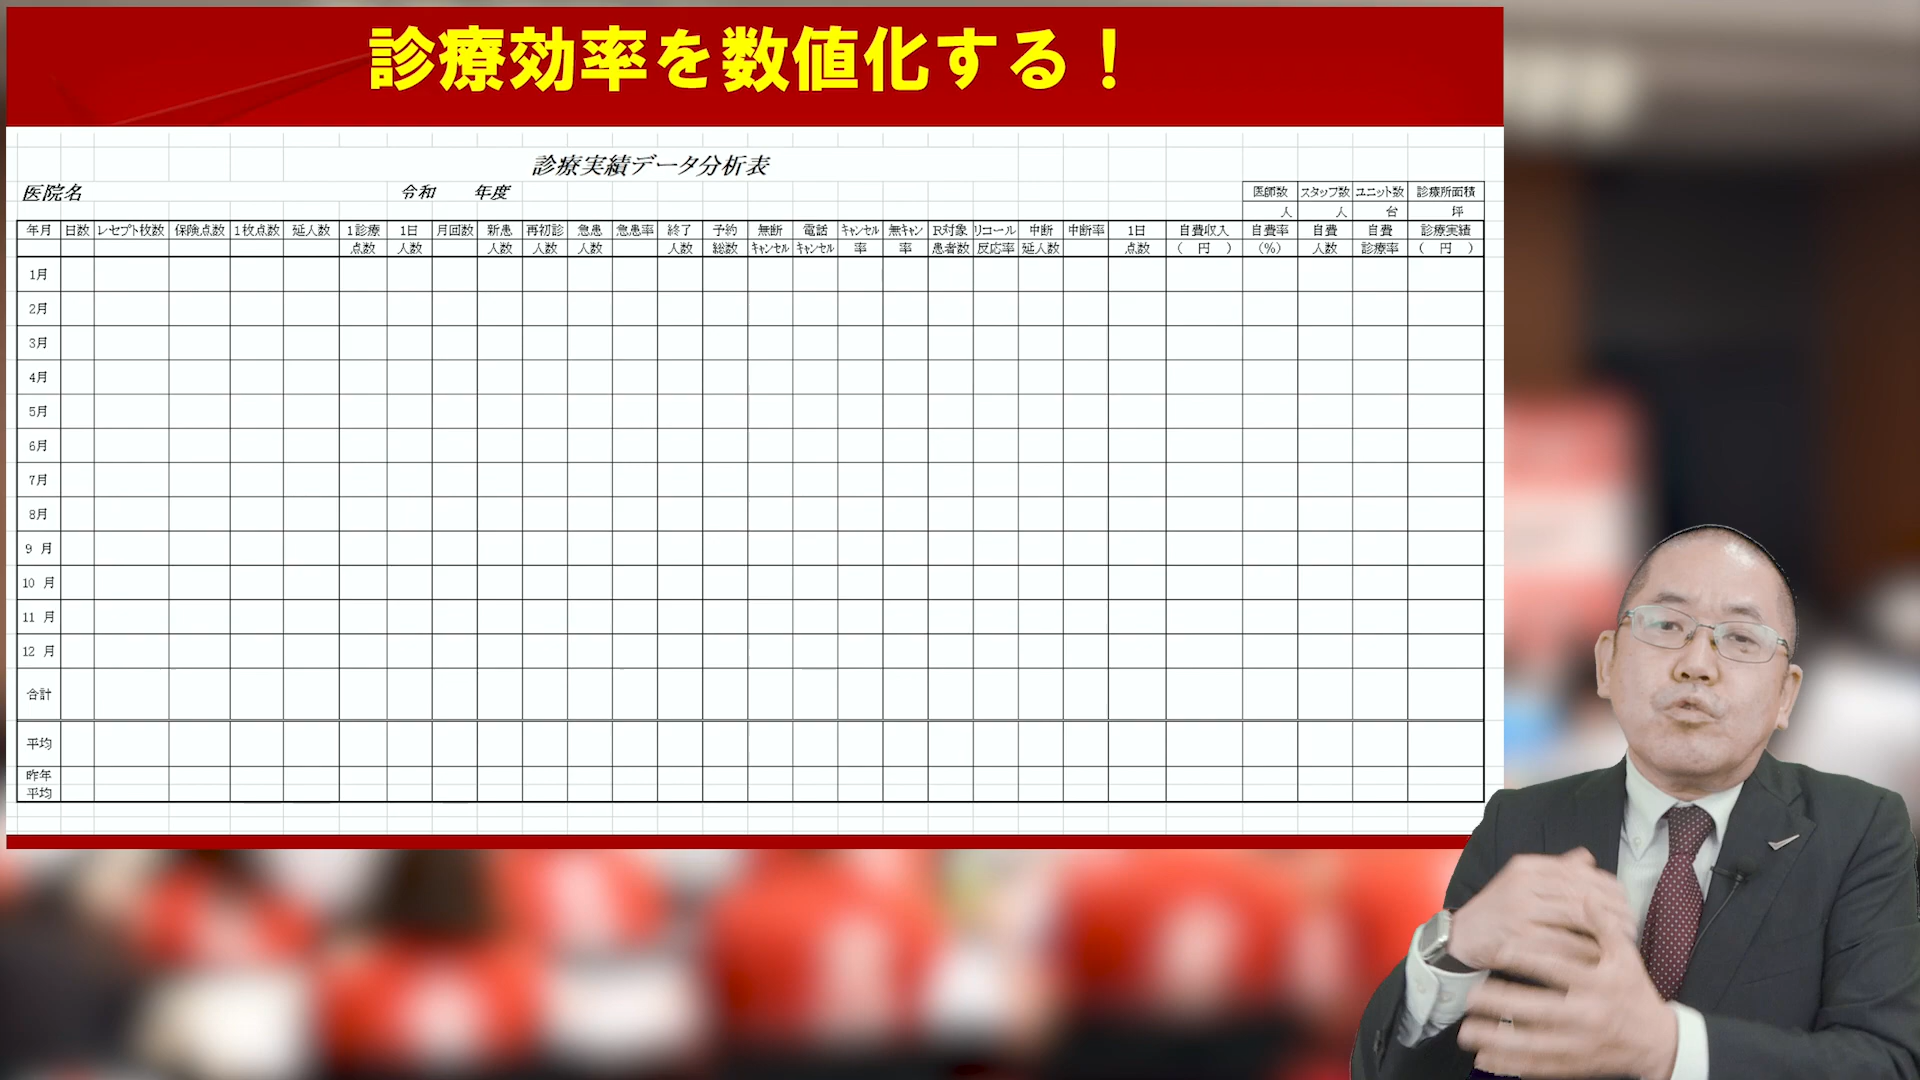 診療効率を数値化する！
診療実績データ分析表
医院名 令和 年度
医師数 スタッフ数 ユニット数 診療所面積
人 人 台 坪
年月 日数 レセプト枚数 保険点数 1枚点数 延人数 1診療 1日 月回数 新患 再初診 急患 急患率 終了 予約 無断 電話 ｷｬﾝｾﾙ 無ｷｬﾝ R対象 リコール 中断 中断率 1日 自費収入 自費率 自費 自費 診療実績
点数 人数 人数 人数 人数 人数 総数 ｷｬﾝｾﾙ ｷｬﾝｾﾙ 率 率 患者数 反応率 延人数 点数 （ 円 ） （%） 人数 診療率 （ 円 ）
1月
2月
3月
4月
5月
6月
7月
8月
9 月
10 月
11 月
12 月
合計
平均
昨年
平均